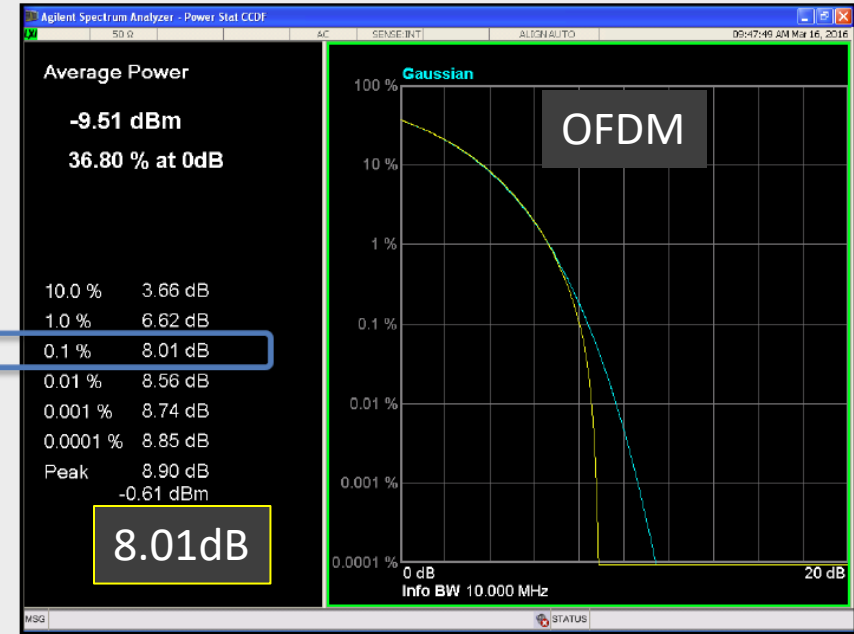 Agilent Spectrum Analyzer - Power Stat CCDF
LXI 50 Ω AC SENSE:INT ALIGN AUTO 09:47:49 AM Mar 16, 2016
Average Power
-9.51 dBm
36.80 % at 0dB
10.0 % 3.66 dB
1.0 % 6.62 dB
0.1 % 8.01 dB
0.01 % 8.56 dB
0.001 % 8.74 dB
0.0001 % 8.85 dB
Peak 8.90 dB
-0.61 dBm
8.01dB
Gaussian
OFDM
100 %
10 %
1 %
0.1 %
0.01 %
0.001 %
0.0001 %
0 dB 20 dB
Info BW 10.000 MHz
MSG STATUS